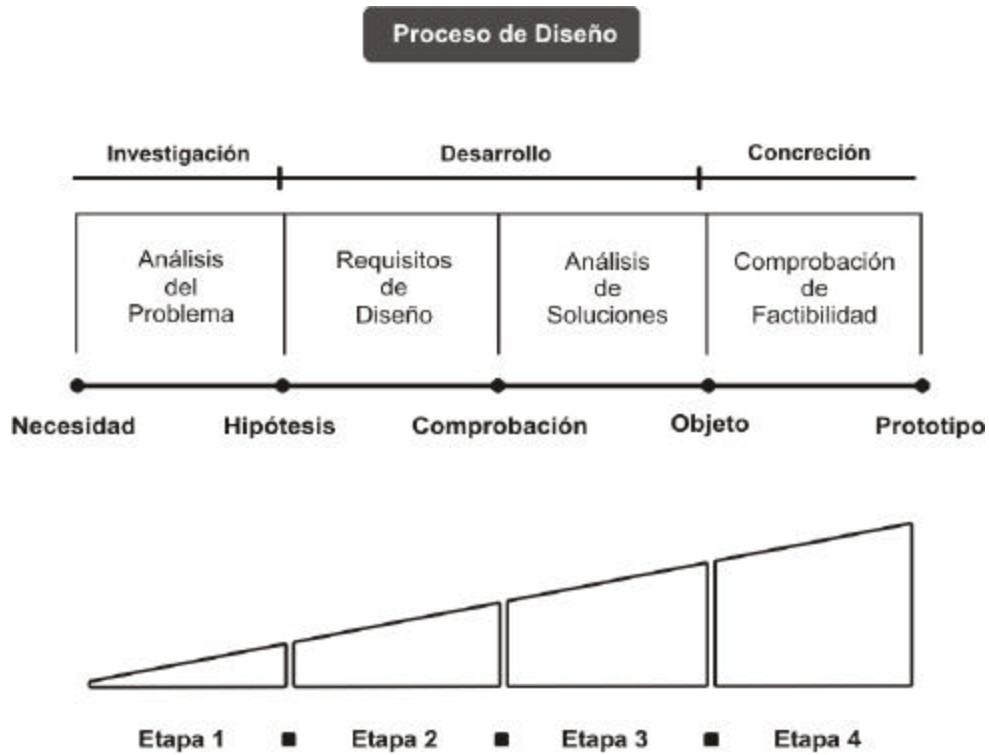 Proceso de Diseño
Investigación
Desarrollo
Concreción
Análisis
del
Problema
Requisitos
de
Diseño
Análisis
de
Soluciones
Comprobación
de
Factibilidad
Necesidad
Hipótesis
Comprobación
Objeto
Prototipo
Etapa 1
Etapa 2
Etapa 3
Etapa 4